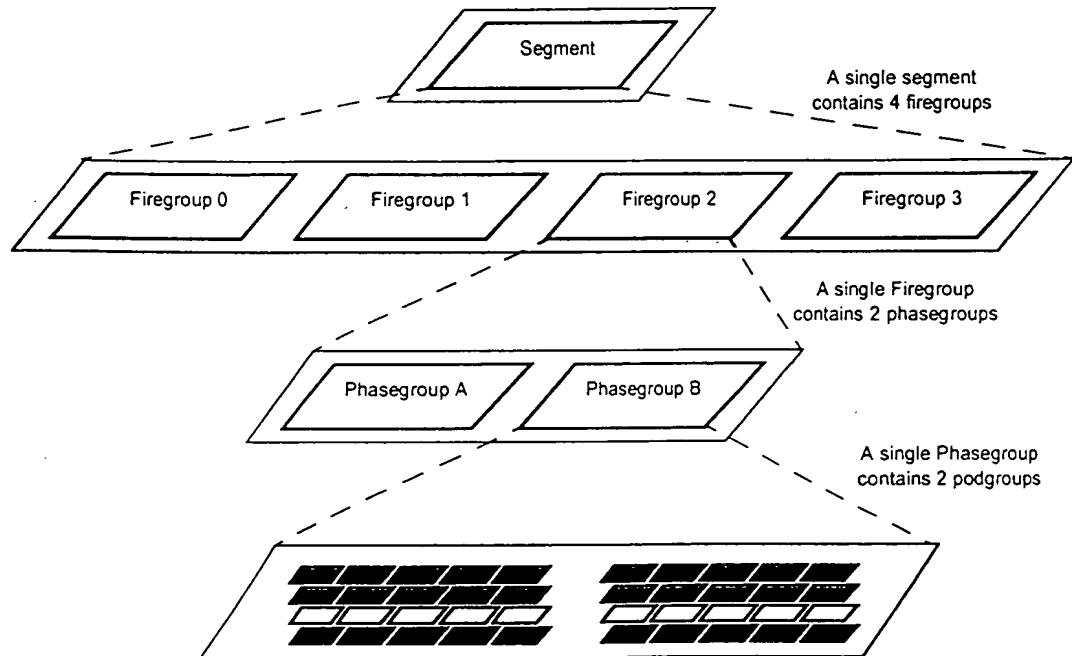 Segment
A single segment
contains 4 firegroups
Firegroup 0
Firegroup 1
Firegroup 2
Firegroup 3
A single Firegroup
contains 2 phasegroups
Phasegroup A
Phasegroup B
A single Phasegroup
contains 2 podgroups